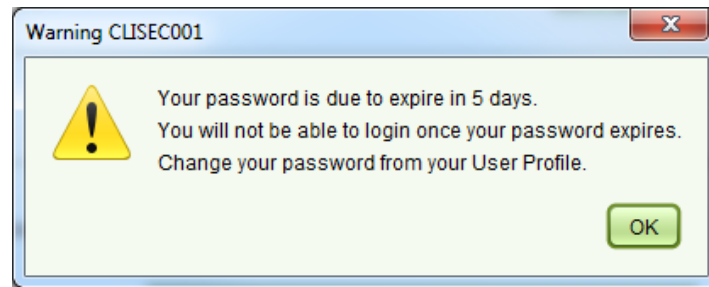 Warning CLISEC001
Your password is due to expire in 5 days.
You will not be able to login once your password expires.
Change your password from your User Profile.
OK